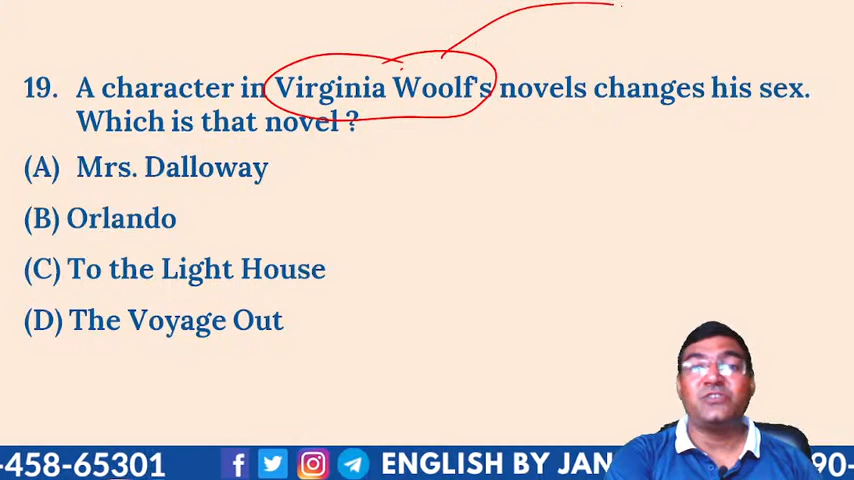 19. A character in Virginia Woolf's novels changes his sex.
Which is that novel ?
(A) Mrs. Dalloway
(B) Orlando
(C) To the Light House
(D) The Voyage Out
-458-65301 ENGLISH BY JAN 90-